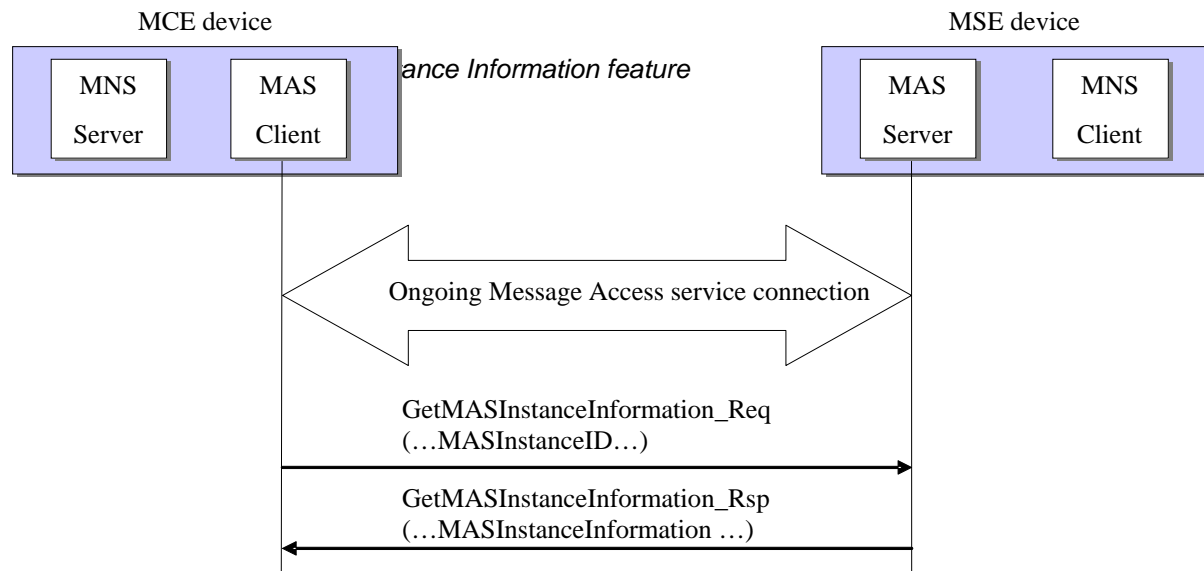 MCE device
MSE device
ance Information feature
MNS
Server
MAS
Client
MAS
Server
MNS
Client
Ongoing Message Access service connection
GetMASInstanceInformation_Req
(…MASInstanceID…)
GetMASInstanceInformation_Rsp
(…MASInstanceInformation …)